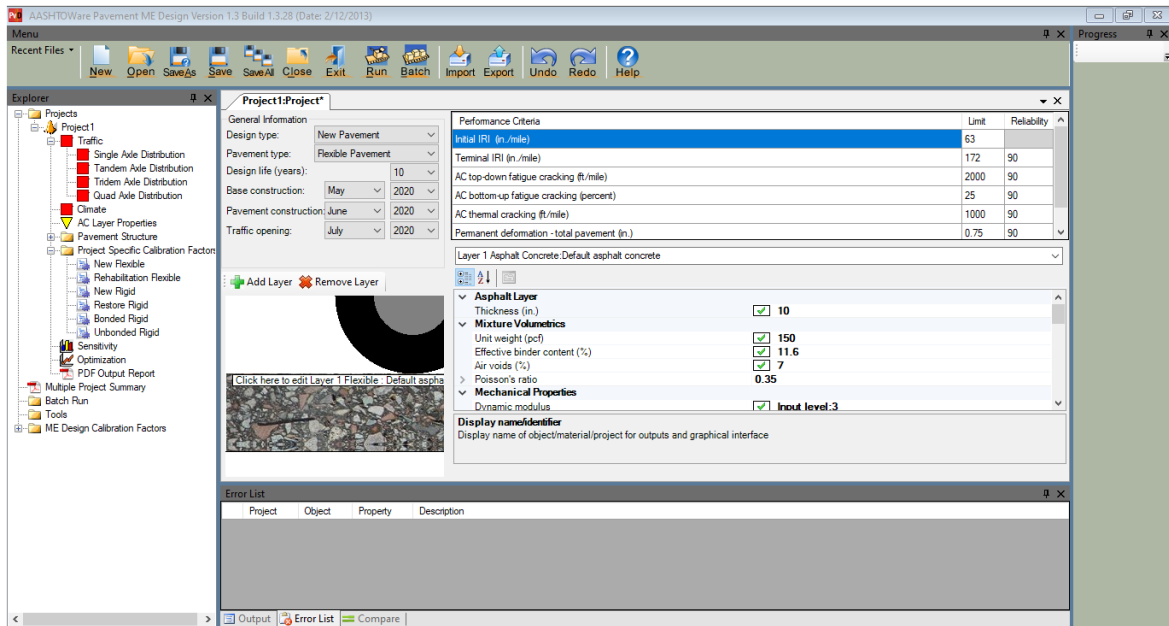 AASHTOWare Pavement ME Design Version 1.3 Build 1.3.28 (Date: 2/12/2013)
Menu
Progress
Recent Files
New Open SaveAs Save SaveAll Close Exit Run Batch Import Export Undo Redo Help
Explorer
Projects
Project1
Traffic
Single Axle Distribution
Tandem Axle Distribution
Tridem Axle Distribution
Quad Axle Distribution
Climate
AC Layer Properties
Pavement Structure
Project Specific Calibration Factors
New Flexible
Rehabilitation Flexible
New Rigid
Restore Rigid
Bonded Rigid
Unbonded Rigid
Sensitivity
Optimization
PDF Output Report
Multiple Project Summary
Batch Run
Tools
ME Design Calibration Factors
Project1:Project*
General Information
Design type: New Pavement
Pavement type: Flexible Pavement
Design life (years): 10
Base construction: May 2020
Pavement construction: June 2020
Traffic opening: July 2020
Add Layer Remove Layer
Click here to edit Layer 1 Flexible : Default aspha
Performance Criteria Limit Reliability
Initial IRI (in./mile) 63
Terminal IRI (in./mile) 172 90
AC top-down fatigue cracking (ft/mile) 2000 90
AC bottom-up fatigue cracking (percent) 25 90
AC thermal cracking (ft/mile) 1000 90
Permanent deformation - total pavement (in.) 0.75 90
Layer 1 Asphalt Concrete:Default asphalt concrete
Asphalt Layer
Thickness (in.) 10
Mixture Volumetrics
Unit weight (pcf) 150
Effective binder content (%) 11.6
Air voids (%) 7
Poisson's ratio 0.35
Mechanical Properties
Dynamic modulus Input level:3
Display name/identifier
Display name of object/material/project for outputs and graphical interface
Error List
Project Object Property Description
Output Error List Compare